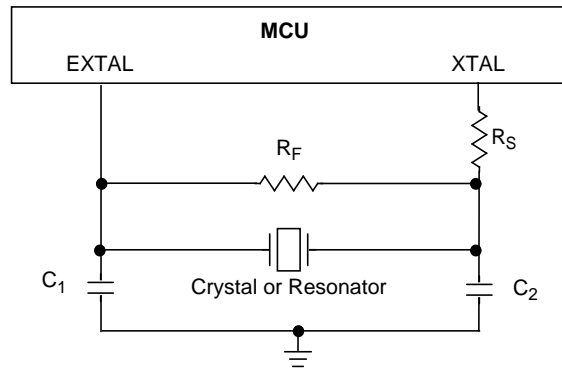 MCU
EXTAL XTAL
R_S
R_F
C_1 Crystal or Resonator C_2